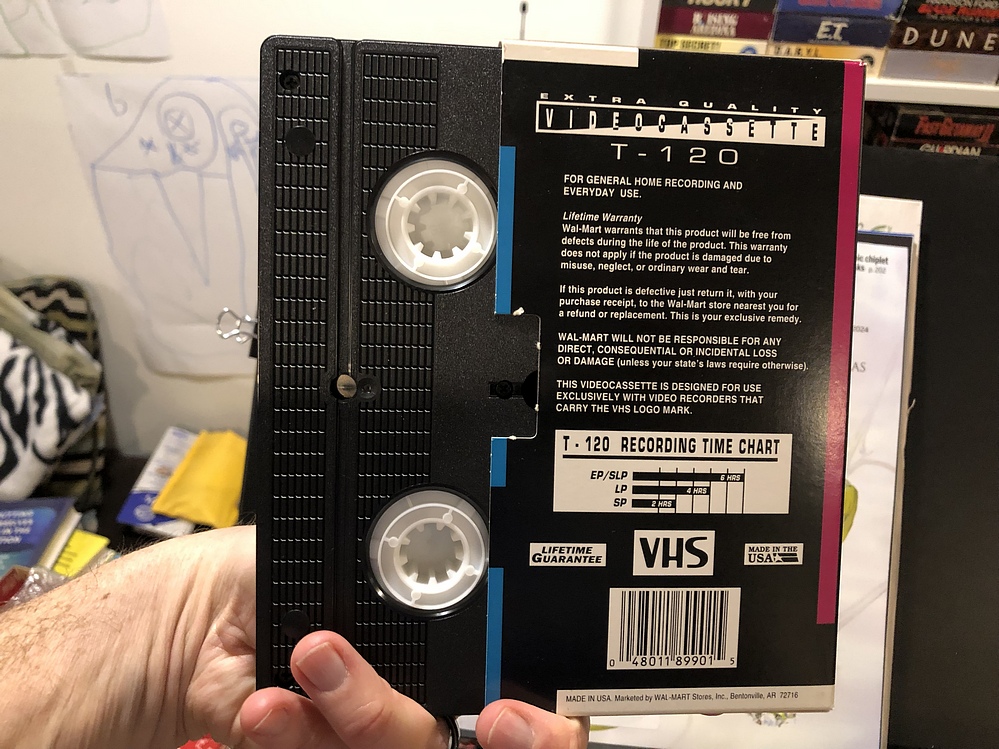 E.T.
DUNE
EXTRA QUALITY
VIDEOCASSETTE
T-120
FOR GENERAL HOME RECORDING AND
EVERYDAY USE.
Lifetime Warranty
Wal-Mart warrants that this product will be free from
defects during the life of the product. This warranty
does not apply if the product is damaged due to
misuse, neglect, or ordinary wear and tear.
If this product is defective just return it, with your
purchase receipt, to the Wal-Mart store nearest you for
a refund or replacement. This is your exclusive remedy.
WAL-MART WILL NOT BE RESPONSIBLE FOR ANY
DIRECT, CONSEQUENTIAL OR INCIDENTAL LOSS
OR DAMAGE (unless your state's laws require otherwise).
THIS VIDEOCASSETTE IS DESIGNED FOR USE
EXCLUSIVELY WITH VIDEO RECORDERS THAT
CARRY THE VHS LOGO MARK.
T-120 RECORDING TIME CHART
EP/SLP 6 HRS
LP 4 HRS
SP 2 HRS
LIFETIME
GUARANTEE
VHS
MADE IN THE
USA
0 48011 89901 5
MADE IN USA. Marketed by WAL-MART Stores, Inc., Bentonville, AR 72716
chiplet
p. 202
2024